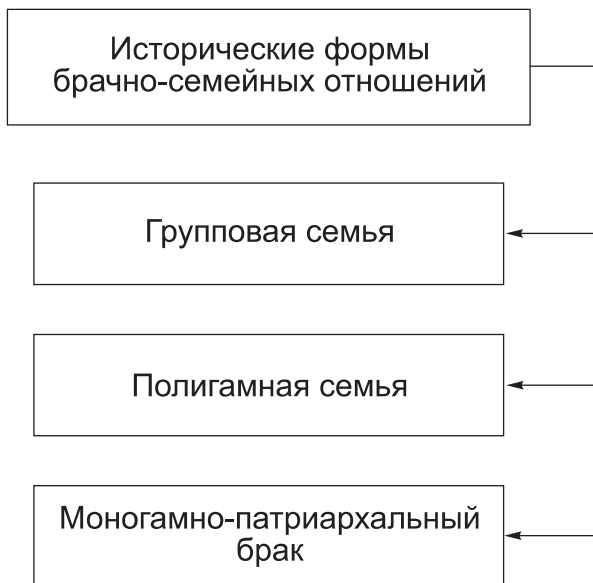 Исторические формы
брачно-семейных отношений
Групповая семья
Полигамная семья
Моногамно-патриархальный
брак